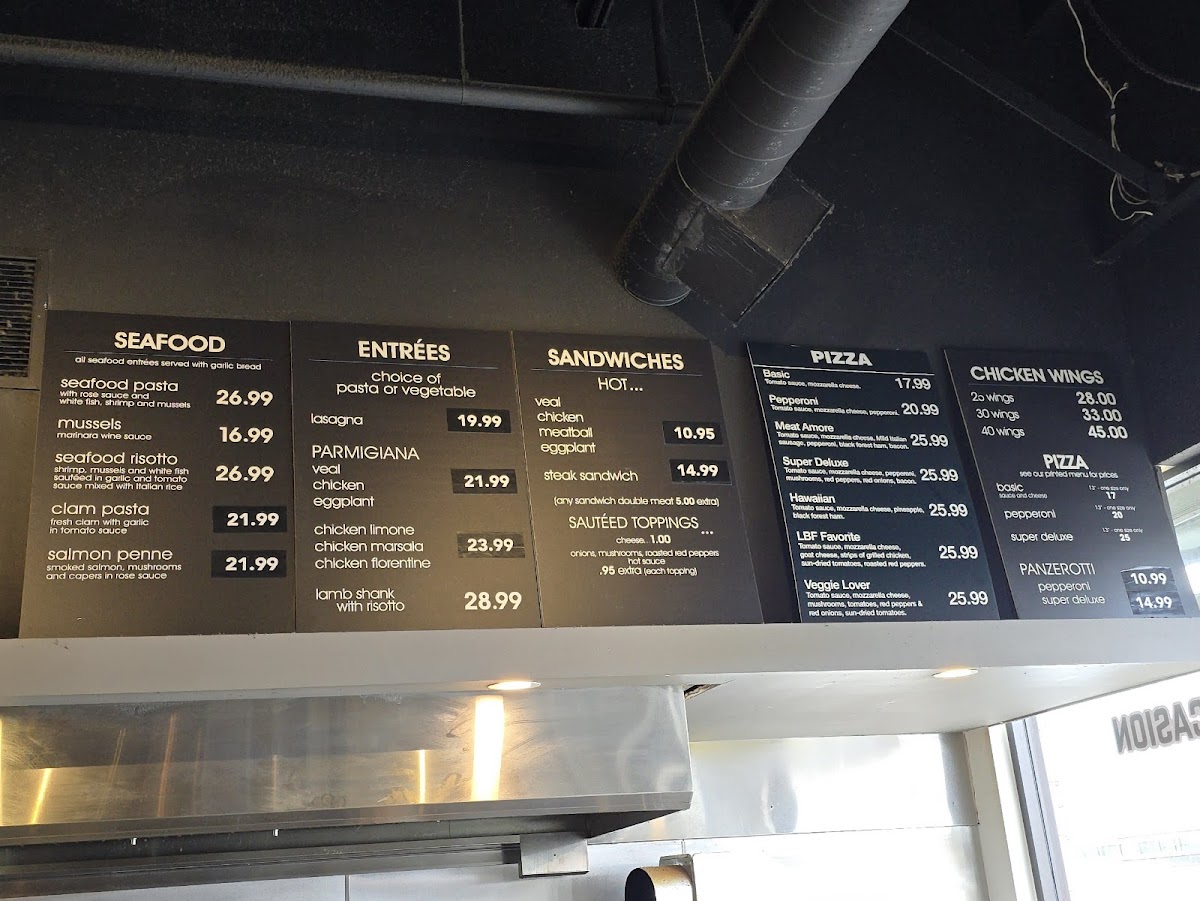 SEAFOOD
all seafood entrées served with garlic bread
seafood pasta
with rose sauce and
white fish, shrimp and mussels
26.99
mussels
marinara wine sauce
16.99
seafood risotto
shrimp, mussels and white fish
sautéed in garlic and tomato
sauce mixed with Italian rice
26.99
clam pasta
fresh clam with garlic
in tomato sauce
21.99
salmon penne
smoked salmon, mushrooms
and capers in rose sauce
21.99
ENTRÉES
choice of
pasta or vegetable
lasagna 19.99
PARMIGIANA
veal
chicken 21.99
eggplant
chicken limone
chicken marsala 23.99
chicken florentine
lamb shank
with risotto 28.99
SANDWICHES
HOT...
veal
chicken
meatball 10.95
eggplant
steak sandwich 14.99
(any sandwich double meat 5.00 extra)
SAUTÉED TOPPINGS ...
cheese.. 1.00
onions, mushrooms, roasted red peppers
hot sauce
.95 extra (each topping)
PIZZA
Basic
Tomato sauce, mozzarella cheese.
17.99
Pepperoni
Tomato sauce, mozzarella cheese, pepperoni.
20.99
Meat Amore
Tomato sauce, mozzarella cheese, Mild Italian
sausage, pepperoni, black forest ham, bacon.
25.99
Super Deluxe
Tomato sauce, mozzarella cheese, pepperoni,
mushrooms, red peppers, red onions, bacon.
25.99
Hawaiian
Tomato sauce, mozzarella cheese, pineapple,
black forest ham.
25.99
LBF Favorite
Tomato sauce, mozzarella cheese,
goat cheese, strips of grilled chicken,
sun-dried tomatoes, roasted red peppers.
25.99
Veggie Lover
Tomato sauce, mozzarella cheese,
mushrooms, tomatoes, red peppers &
red onions, sun-dried tomatoes.
25.99
CHICKEN WINGS
20 wings 28.00
30 wings 33.00
40 wings 45.00
PIZZA
see our printed menu for prices
basic
sauce and cheese
13" - one size only
17
pepperoni
13" - one size only
20
super deluxe
13" - one size only
25
PANZEROTTI
pepperoni 10.99
super deluxe 14.99
CASION